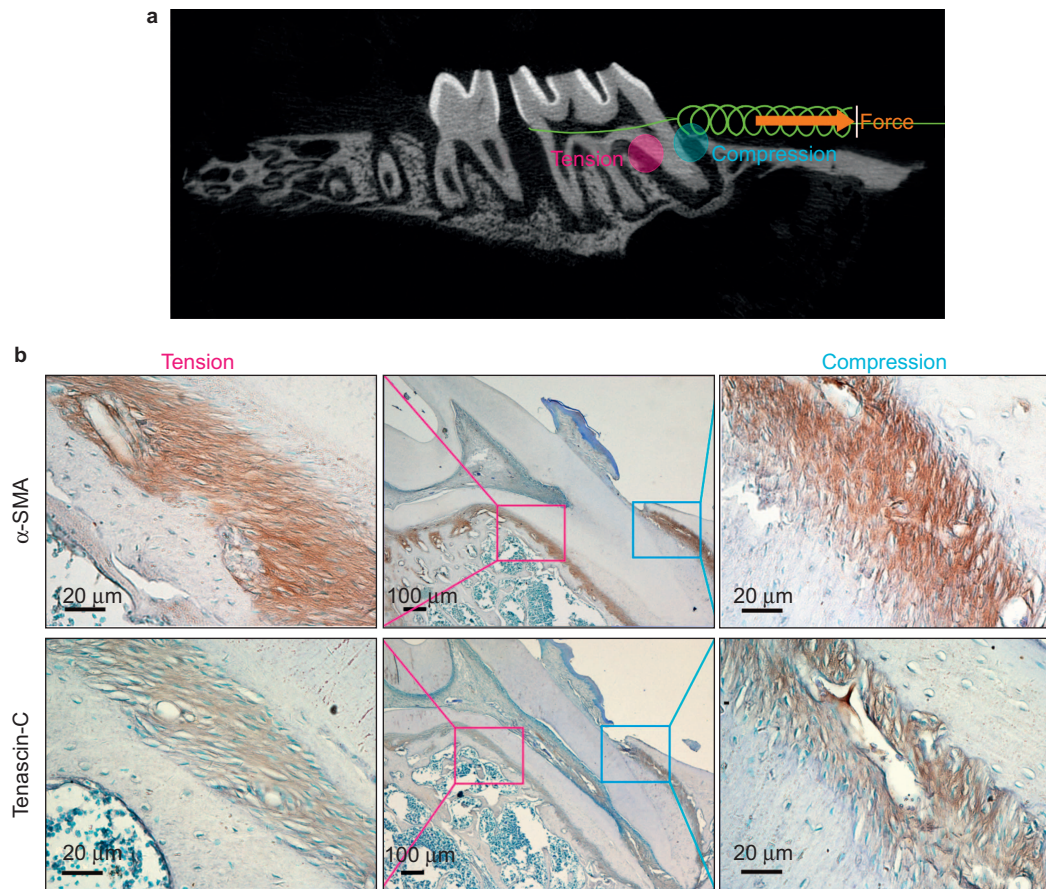 a
Force
Tension
Compression
b
Tension
Compression
α-SMA
20 μm
100 μm
20 μm
Tenascin-C
20 μm
100 μm
20 μm